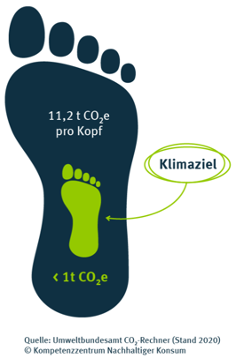 11,2 t CO₂e
pro Kopf
Klimaziel
< 1t CO₂e
Quelle: Umweltbundesamt CO₂-Rechner (Stand 2020)
© Kompetenzzentrum Nachhaltiger Konsum